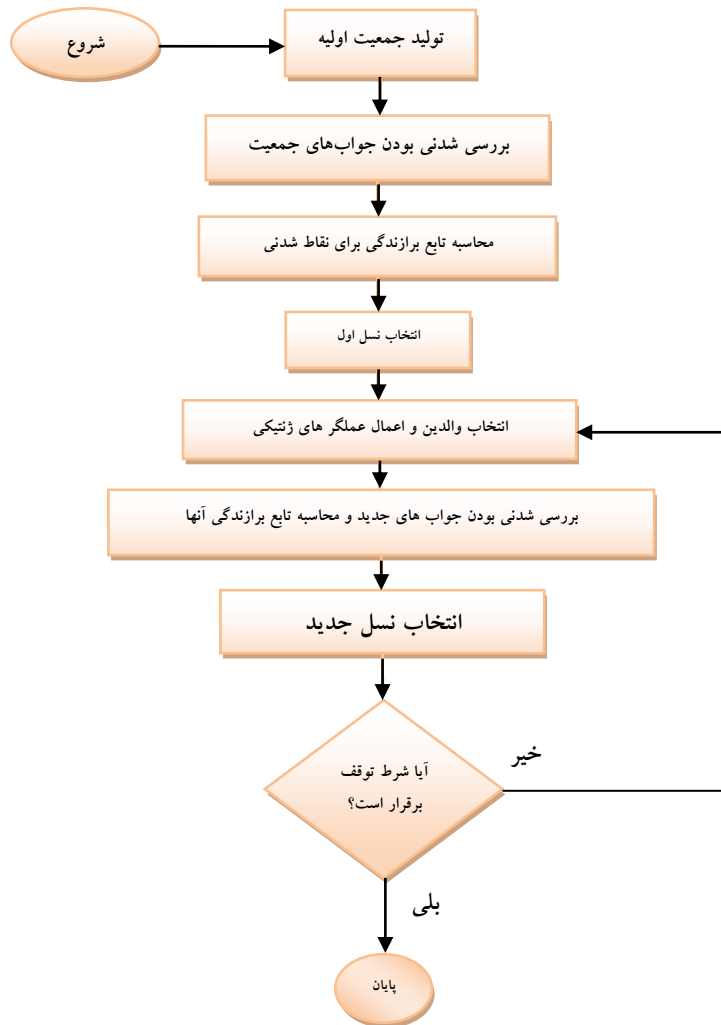 شروع
تولید جمعیت اولیه
بررسی شدنی بودن جواب‌های جمعیت
محاسبه تابع برازندگی برای نقاط شدنی
انتخاب نسل اول
انتخاب والدین و اعمال عملگر های ژنتیکی
بررسی شدنی بودن جواب های جدید و محاسبه تابع برازندگی آنها
انتخاب نسل جدید
آیا شرط توقف
برقرار است؟
خیر
بلی
پایان